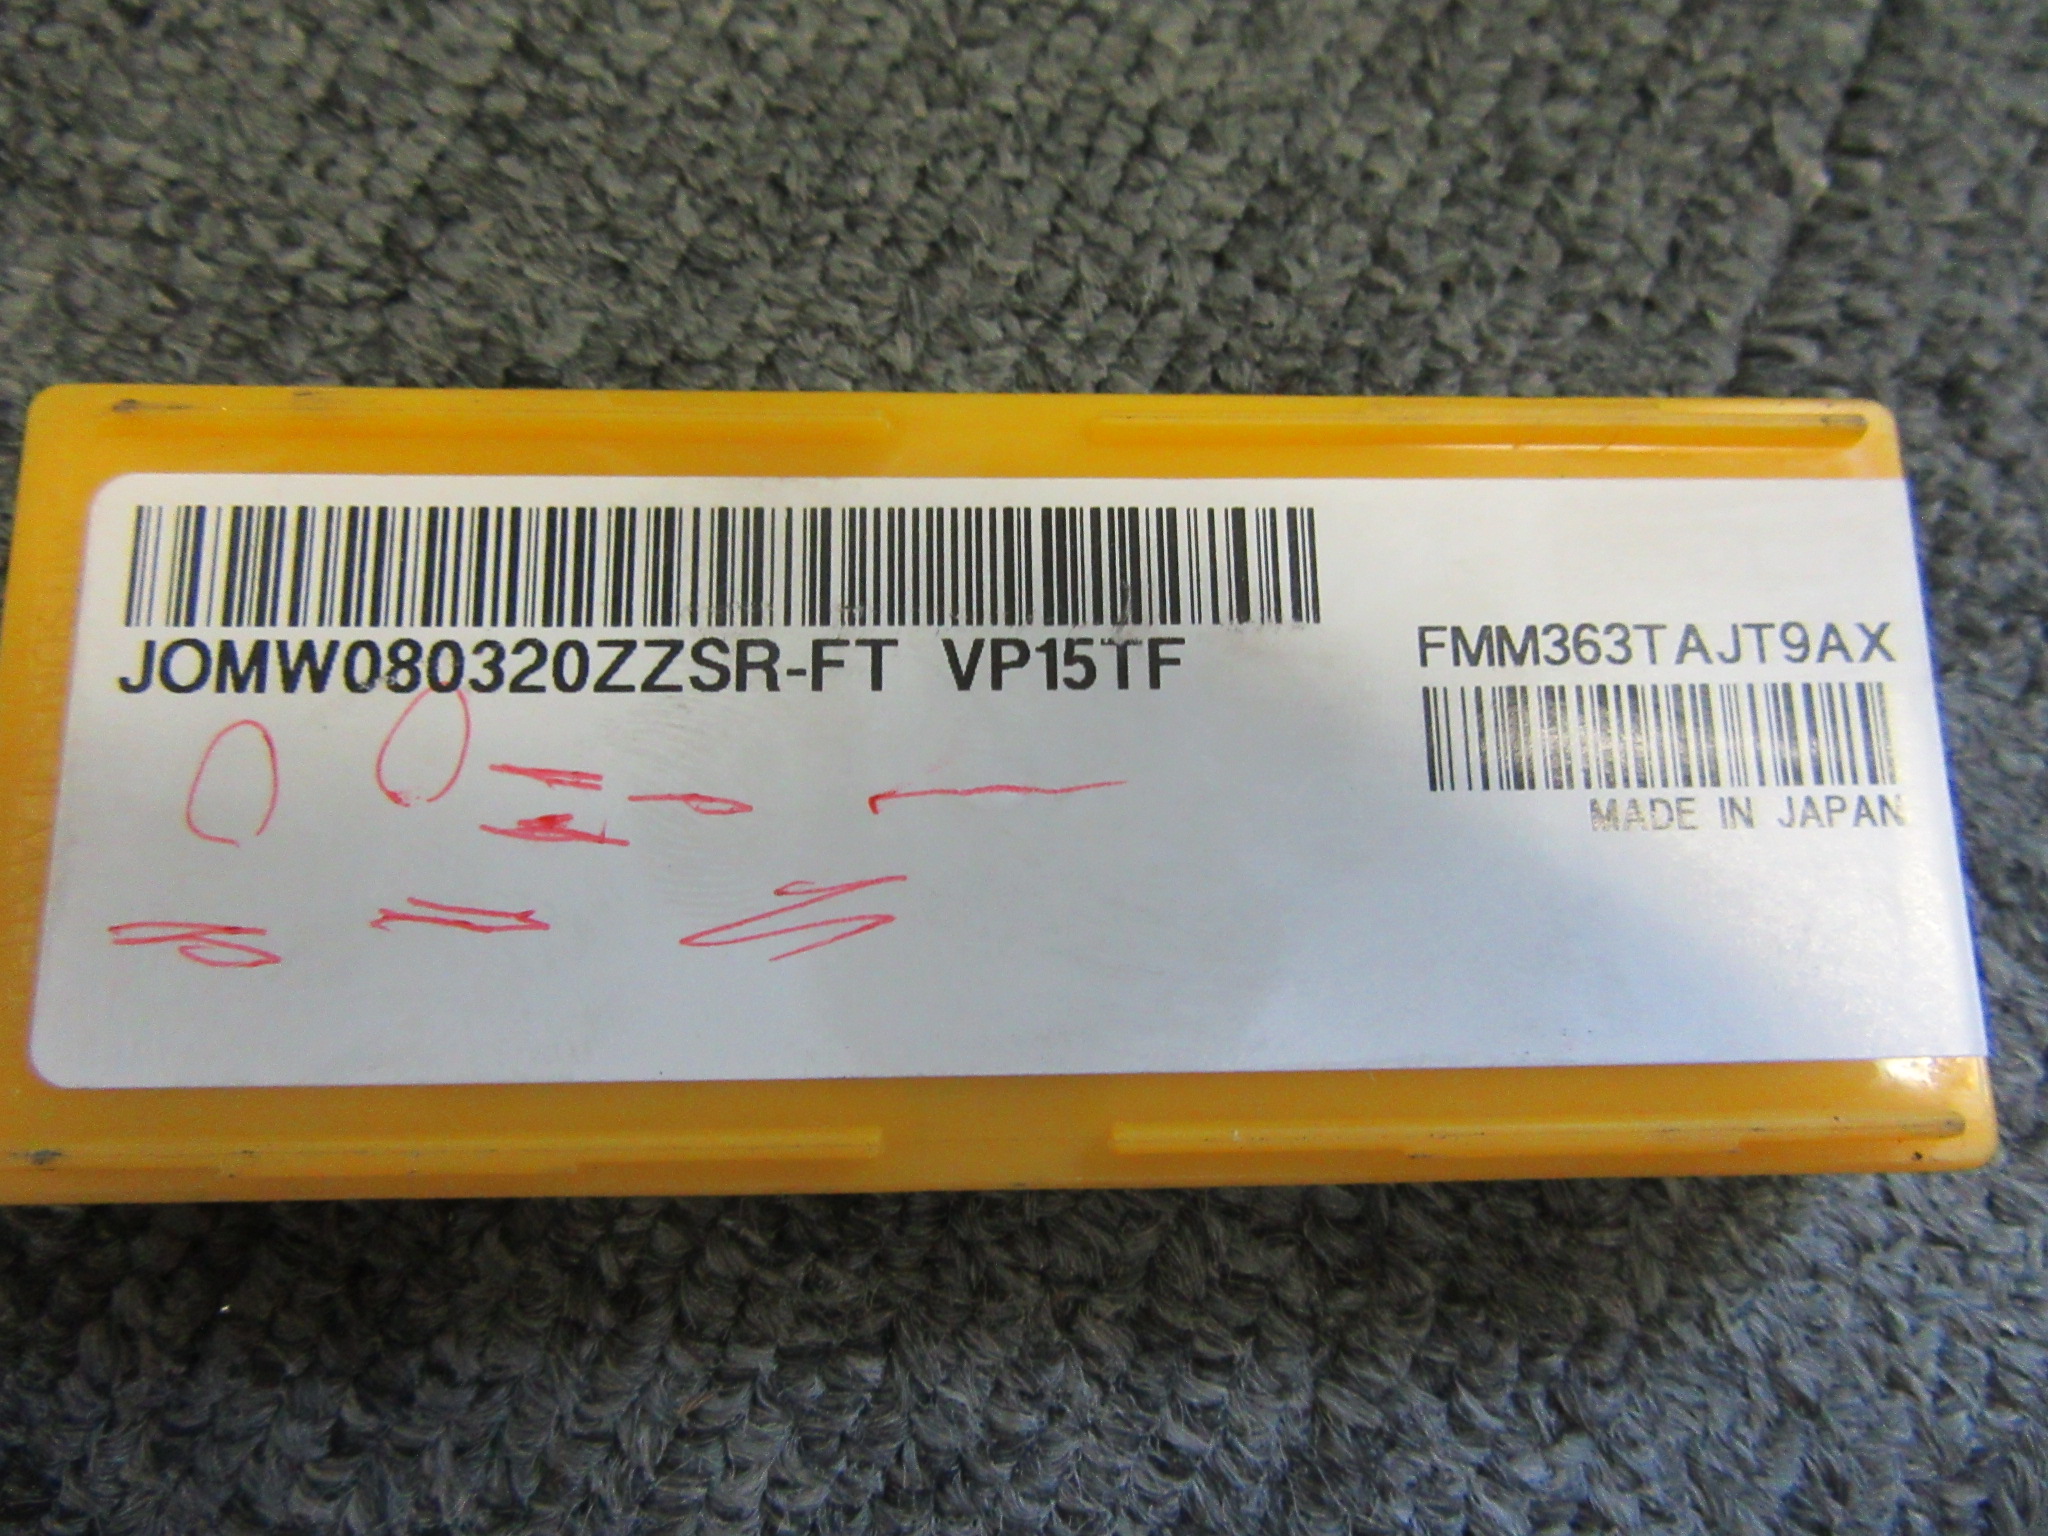 JOMW080320ZZSR-FT VP15TF
FMM363TAJT9AX
MADE IN JAPAN